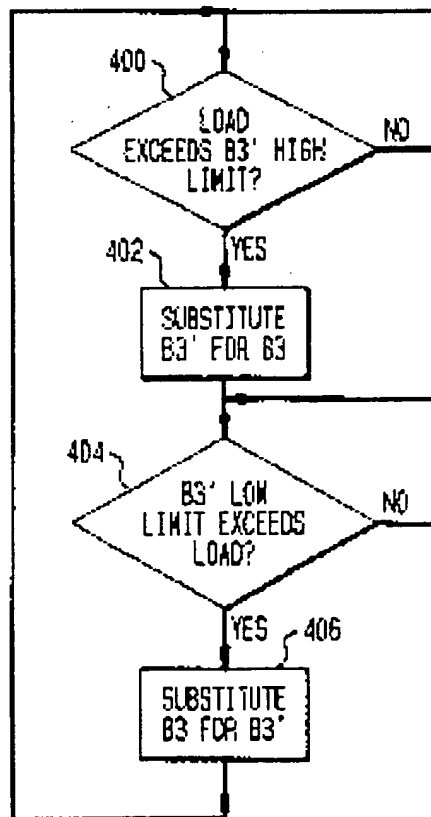 400
LOAD
EXCEEDS B3' HIGH
LIMIT?
NO
YES
402
SUBSTITUTE
B3' FOR B3
404
B3' LOW
LIMIT EXCEEDS
LOAD?
NO
YES
406
SUBSTITUTE
B3 FOR B3'